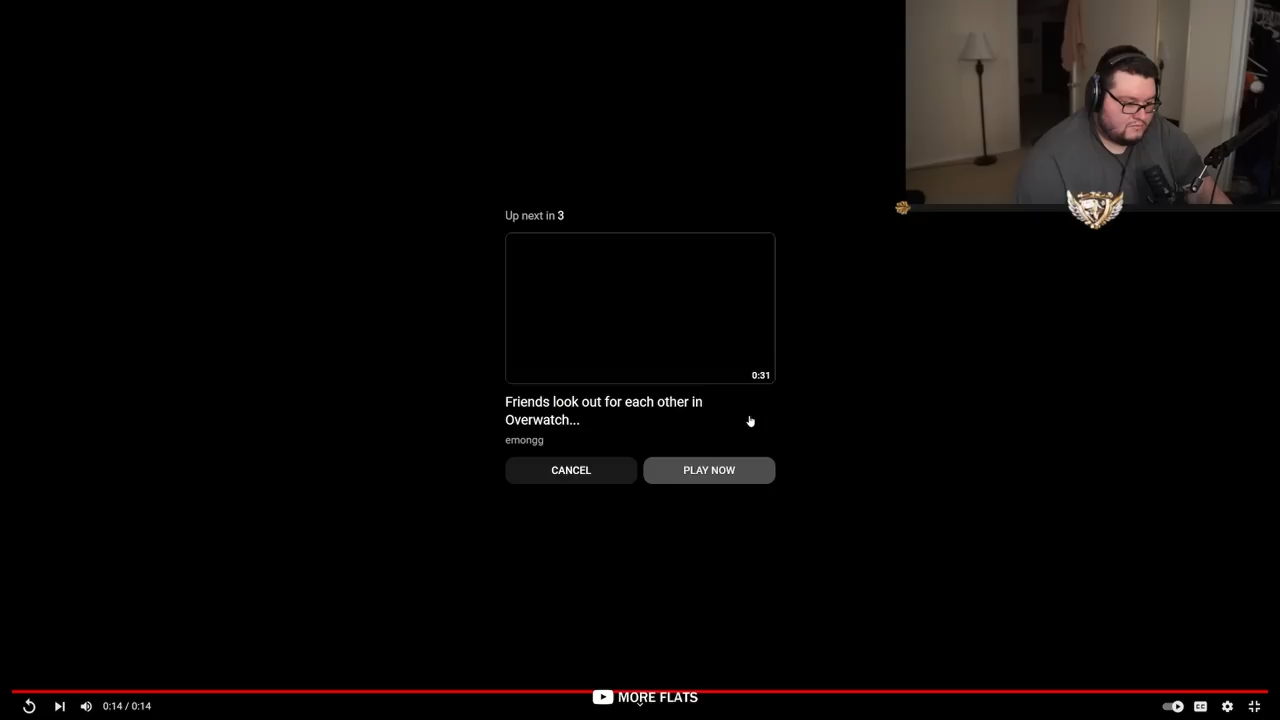 Up next in 3
0:31
Friends look out for each other in
Overwatch...
emongg
CANCEL
PLAY NOW
MORE FLATS
0:14 / 0:14
CC